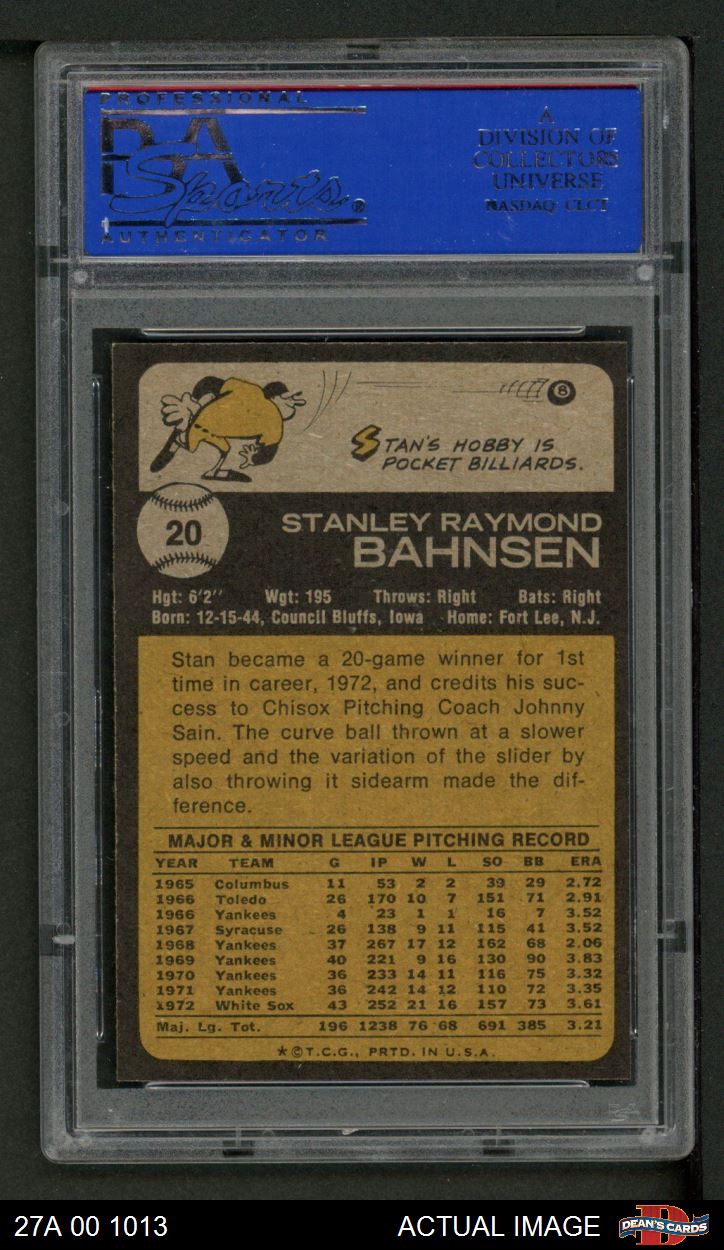 PROFESSIONAL
PSA
Sports®
AUTHENTICATOR
A
DIVISION OF
COLLECTORS
UNIVERSE
NASDAQ: CLCT
8
STAN'S HOBBY IS
POCKET BILLIARDS.
20
STANLEY RAYMOND
BAHNSEN
Hgt: 6'2" Wgt: 195 Throws: Right Bats: Right
Born: 12-15-44, Council Bluffs, Iowa Home: Fort Lee, N.J.
Stan became a 20-game winner for 1st
time in career, 1972, and credits his suc-
cess to Chisox Pitching Coach Johnny
Sain. The curve ball thrown at a slower
speed and the variation of the slider by
also throwing it sidearm made the dif-
ference.
MAJOR & MINOR LEAGUE PITCHING RECORD
YEAR TEAM G IP W L SO BB ERA
1965 Columbus 11 53 2 2 39 29 2.72
1966 Toledo 26 170 10 7 151 71 2.91
1966 Yankees 4 23 1 1 16 7 3.52
1967 Syracuse 26 138 9 11 115 41 3.52
1968 Yankees 37 267 17 12 162 68 2.06
1969 Yankees 40 221 9 16 130 90 3.83
1970 Yankees 36 233 14 11 116 75 3.32
1971 Yankees 36 242 14 12 110 72 3.35
1972 White Sox 43 252 21 16 157 73 3.61
Maj. Lg. Tot. 196 1238 76 68 691 385 3.21
*©T.C.G., PRTD. IN U.S.A.
27A 00 1013 ACTUAL IMAGE DEAN'S CARDS